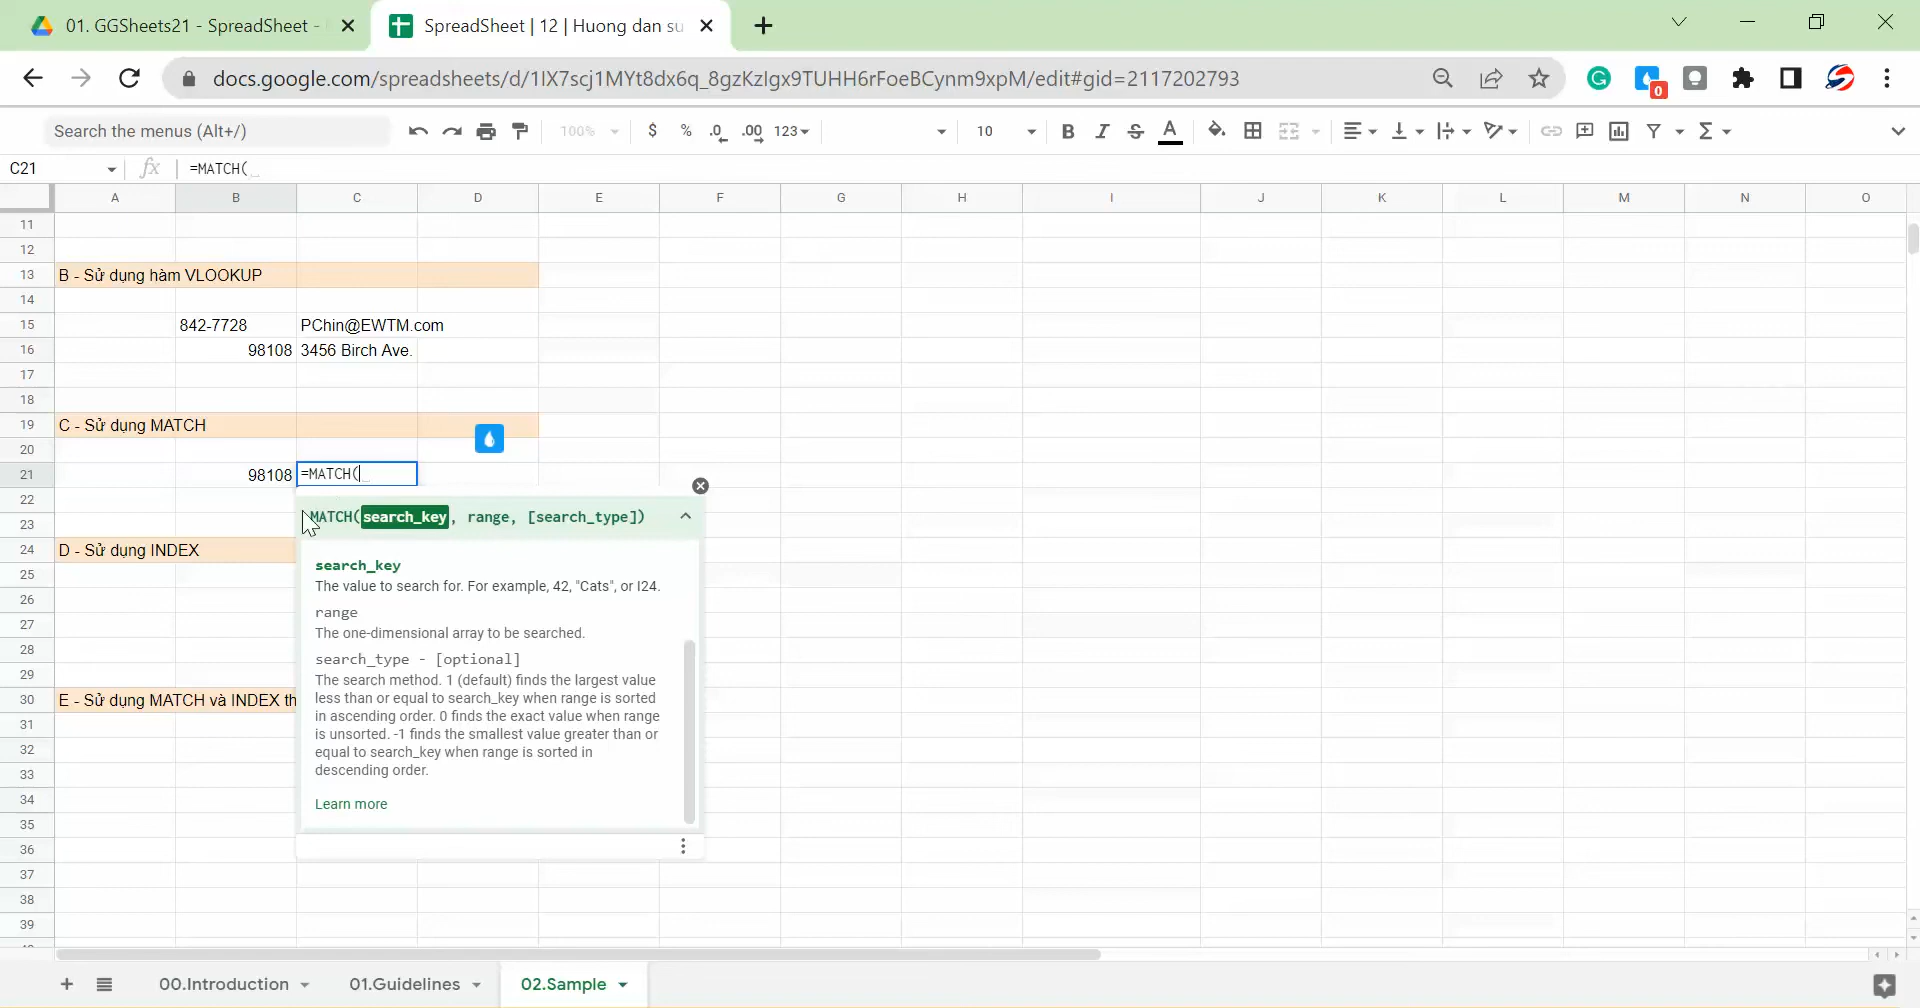 01. GGSheets21 - SpreadSheet -
SpreadSheet | 12 | Huong dan su
docs.google.com/spreadsheets/d/1IX7scj1MYt8dx6q_8gzKzIgx9TUHH6rFoeBCynm9xpM/edit#gid=2117202793
0
Search the menus (Alt+/)
100%
$ % .0 .00 123
10
B I S A
C21
fx
=MATCH(
A B C D E F G H I J K L M N O
11
12
13 B - Sử dụng hàm VLOOKUP
14
15 842-7728 PChin@EWTM.com
16 98108 3456 Birch Ave.
17
18
19 C - Sử dụng MATCH
20
21 98108 =MATCH(
22
MATCH(search_key, range, [search_type])
23
24 D - Sử dụng INDEX
search_key
25
The value to search for. For example, 42, "Cats", or I24.
26
range
27
The one-dimensional array to be searched.
28
search_type - [optional]
29
The search method. 1 (default) finds the largest value
less than or equal to search_key when range is sorted
30 E - Sử dụng MATCH và INDEX th
in ascending order. 0 finds the exact value when range
31
is unsorted. -1 finds the smallest value greater than or
32
equal to search_key when range is sorted in
descending order.
33
34
Learn more
35
36
37
38
39
00.Introduction
01.Guidelines
02.Sample